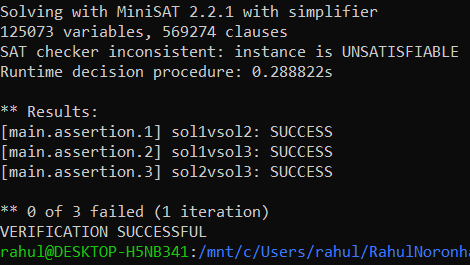 Solving with MiniSAT 2.2.1 with simplifier
125073 variables, 569274 clauses
SAT checker inconsistent: instance is UNSATISFIABLE
Runtime decision procedure: 0.288822s

** Results:
[main.assertion.1] sol1vsol2: SUCCESS
[main.assertion.2] sol1vsol3: SUCCESS
[main.assertion.3] sol2vsol3: SUCCESS

** 0 of 3 failed (1 iteration)
VERIFICATION SUCCESSFUL
rahul@DESKTOP-H5NB341:/mnt/c/Users/rahul/RahulNoronh